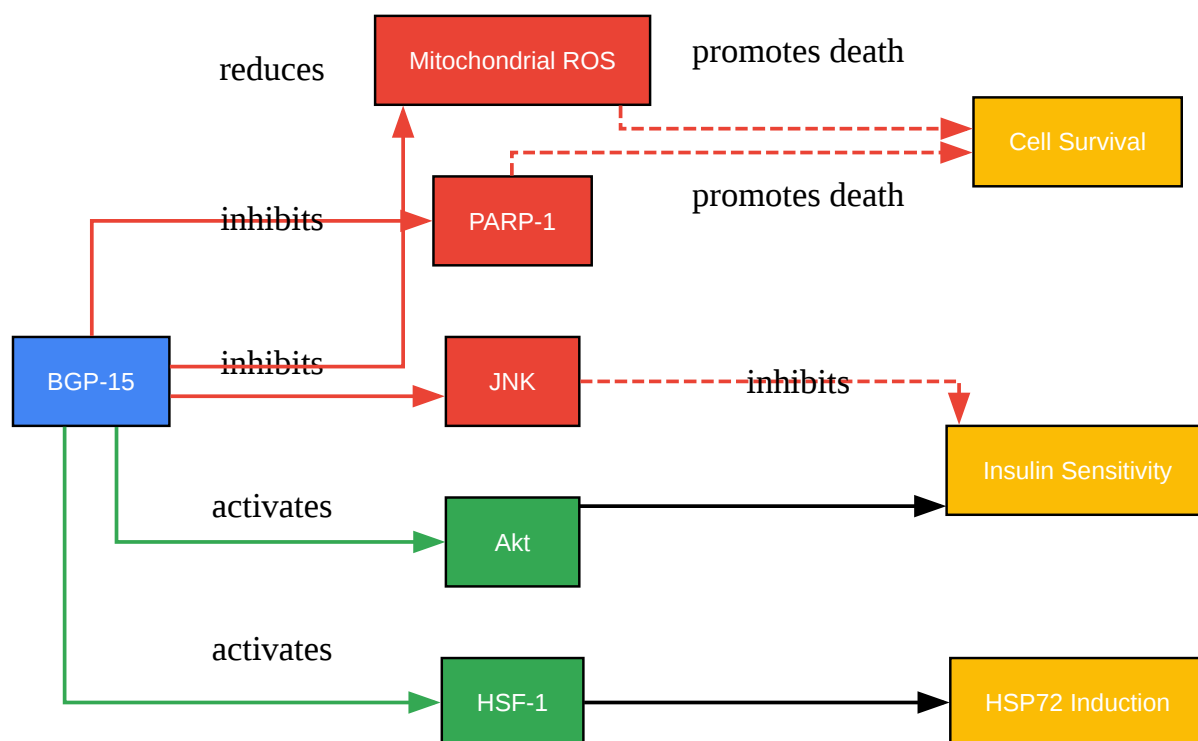 Mitochondrial ROS
promotes death
reduces
Cell Survival
promotes death
inhibits
PARP-1
inhibits
BGP-15
JNK
inhibits
Insulin Sensitivity
activates
Akt
activates
HSF-1
HSP72 Induction